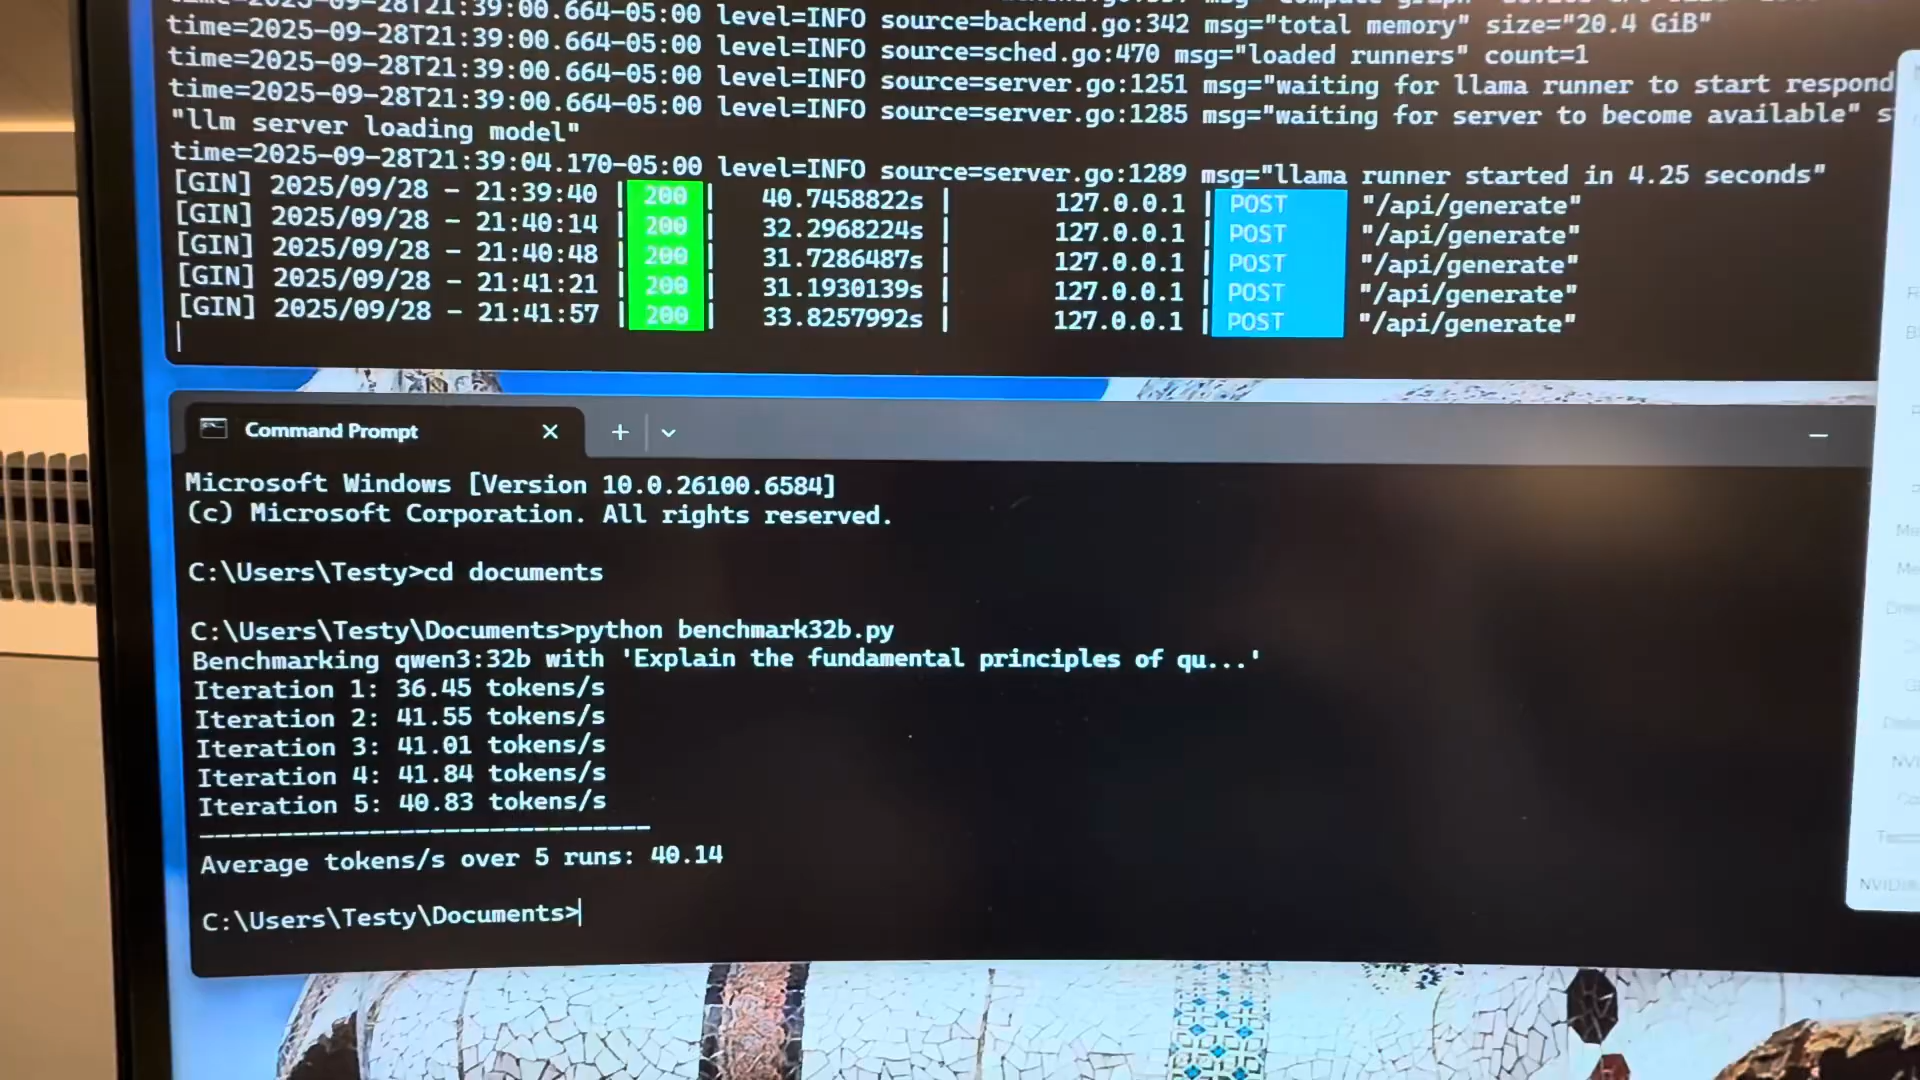 time=2025-09-28T21:39:00.664-05:00 level=INFO source=backend.go:342 msg="total memory" size="20.4 GiB"
time=2025-09-28T21:39:00.664-05:00 level=INFO source=sched.go:470 msg="loaded runners" count=1
time=2025-09-28T21:39:00.664-05:00 level=INFO source=server.go:1251 msg="waiting for llama runner to start respond
time=2025-09-28T21:39:00.664-05:00 level=INFO source=server.go:1285 msg="waiting for server to become available" s
"llm server loading model"
time=2025-09-28T21:39:04.170-05:00 level=INFO source=server.go:1289 msg="llama runner started in 4.25 seconds"
[GIN] 2025/09/28 - 21:39:40 | 200 | 40.7458822s | 127.0.0.1 | POST "/api/generate"
[GIN] 2025/09/28 - 21:40:14 | 200 | 32.2968224s | 127.0.0.1 | POST "/api/generate"
[GIN] 2025/09/28 - 21:40:48 | 200 | 31.7286487s | 127.0.0.1 | POST "/api/generate"
[GIN] 2025/09/28 - 21:41:21 | 200 | 31.1930139s | 127.0.0.1 | POST "/api/generate"
[GIN] 2025/09/28 - 21:41:57 | 200 | 33.8257992s | 127.0.0.1 | POST "/api/generate"
Command Prompt
Microsoft Windows [Version 10.0.26100.6584]
(c) Microsoft Corporation. All rights reserved.
C:\Users\Testy>cd documents
C:\Users\Testy\Documents>python benchmark32b.py
Benchmarking qwen3:32b with 'Explain the fundamental principles of qu...'
Iteration 1: 36.45 tokens/s
Iteration 2: 41.55 tokens/s
Iteration 3: 41.01 tokens/s
Iteration 4: 41.84 tokens/s
Iteration 5: 40.83 tokens/s
------------------------------
Average tokens/s over 5 runs: 40.14
C:\Users\Testy\Documents>